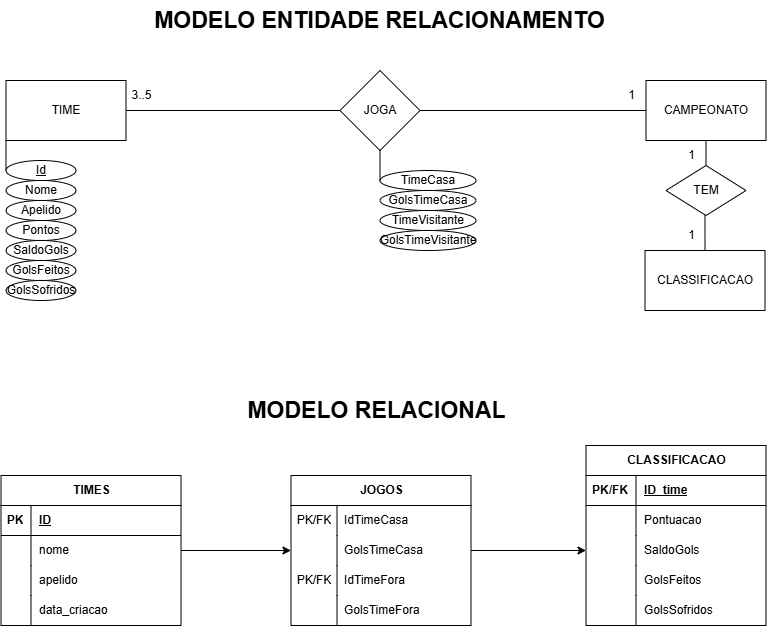 MODELO ENTIDADE RELACIONAMENTO
TIME
3..5
JOGA
1
CAMPEONATO
Id
Nome
Apelido
Pontos
SaldoGols
GolsFeitos
GolsSofridos
TimeCasa
GolsTimeCasa
TimeVisitante
GolsTimeVisitante
1
TEM
1
CLASSIFICACAO
MODELO RELACIONAL
TIMES
PK ID
nome
apelido
data_criacao
JOGOS
PK/FK IdTimeCasa
GolsTimeCasa
PK/FK IdTimeFora
GolsTimeFora
CLASSIFICACAO
PK/FK ID_time
Pontuacao
SaldoGols
GolsFeitos
GolsSofridos